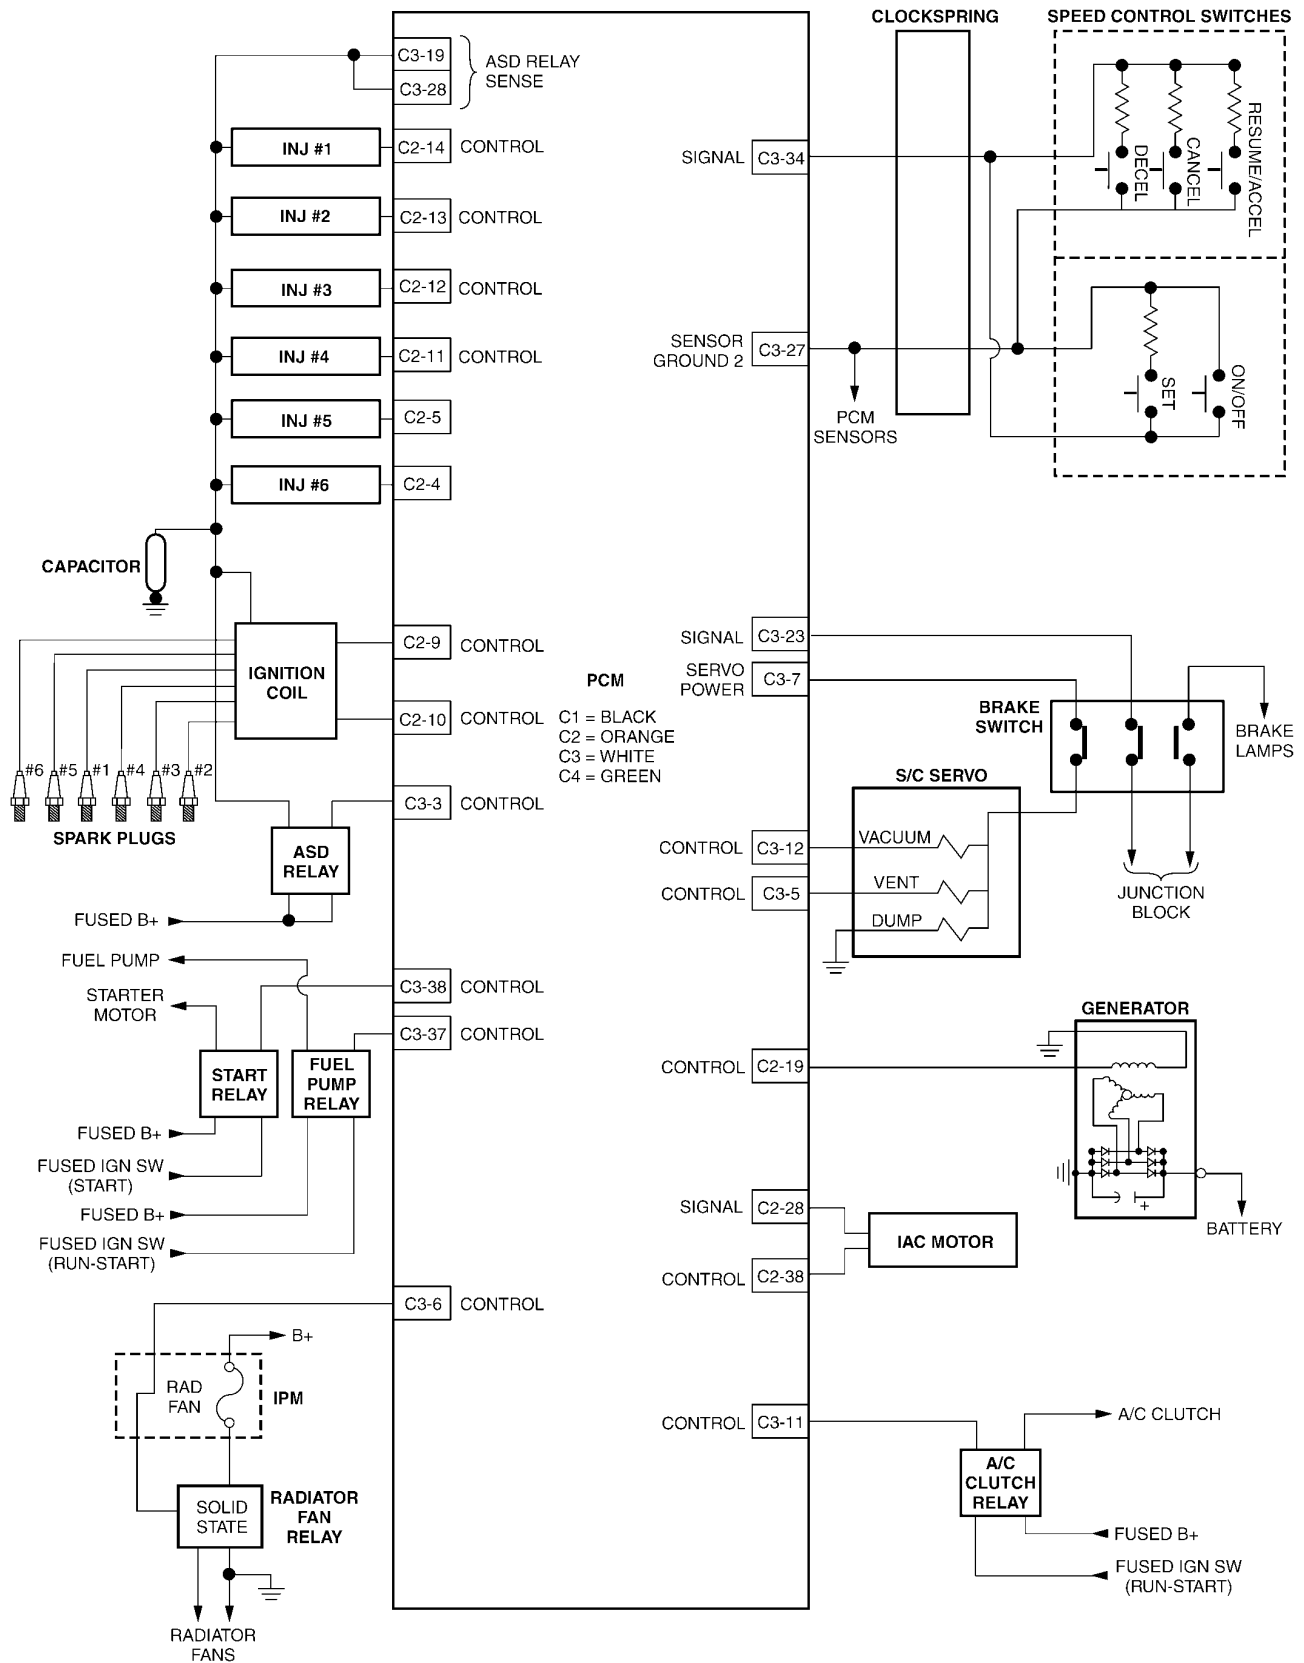 CLOCKSPRING
SPEED CONTROL SWITCHES
C3-19
C3-28
ASD RELAY
SENSE
INJ #1
C2-14
CONTROL
INJ #2
C2-13
CONTROL
INJ #3
C2-12
CONTROL
INJ #4
C2-11
CONTROL
INJ #5
C2-5
INJ #6
C2-4
CAPACITOR
IGNITION
COIL
C2-9
CONTROL
C2-10
CONTROL
#6
#5
#1
#4
#3
#2
SPARK PLUGS
C3-3
CONTROL
ASD
RELAY
FUSED B+
FUEL PUMP
STARTER
MOTOR
C3-38
CONTROL
C3-37
CONTROL
START
RELAY
FUEL
PUMP
RELAY
FUSED B+
FUSED IGN SW
(START)
FUSED B+
FUSED IGN SW
(RUN-START)
C3-6
CONTROL
B+
RAD
FAN
IPM
SOLID
STATE
RADIATOR
FAN
RELAY
RADIATOR
FANS
PCM
C1 = BLACK
C2 = ORANGE
C3 = WHITE
C4 = GREEN
SIGNAL
C3-34
DECEL
CANCEL
RESUME/ACCEL
SENSOR
GROUND 2
C3-27
PCM
SENSORS
SET
ON/OFF
SIGNAL
C3-23
SERVO
POWER
C3-7
BRAKE
SWITCH
BRAKE
LAMPS
S/C SERVO
CONTROL
C3-12
VACUUM
CONTROL
C3-5
VENT
DUMP
JUNCTION
BLOCK
GENERATOR
CONTROL
C2-19
+
BATTERY
SIGNAL
C2-28
IAC MOTOR
CONTROL
C2-38
CONTROL
C3-11
A/C CLUTCH
A/C
CLUTCH
RELAY
FUSED B+
FUSED IGN SW
(RUN-START)